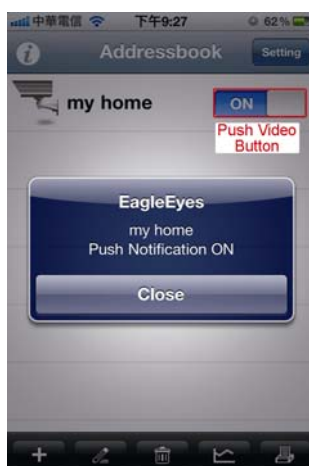 中華電信 下午9:27 62%
Addressbook Setting
my home ON
Push Video
Button
EagleEyes
my home
Push Notification ON
Close